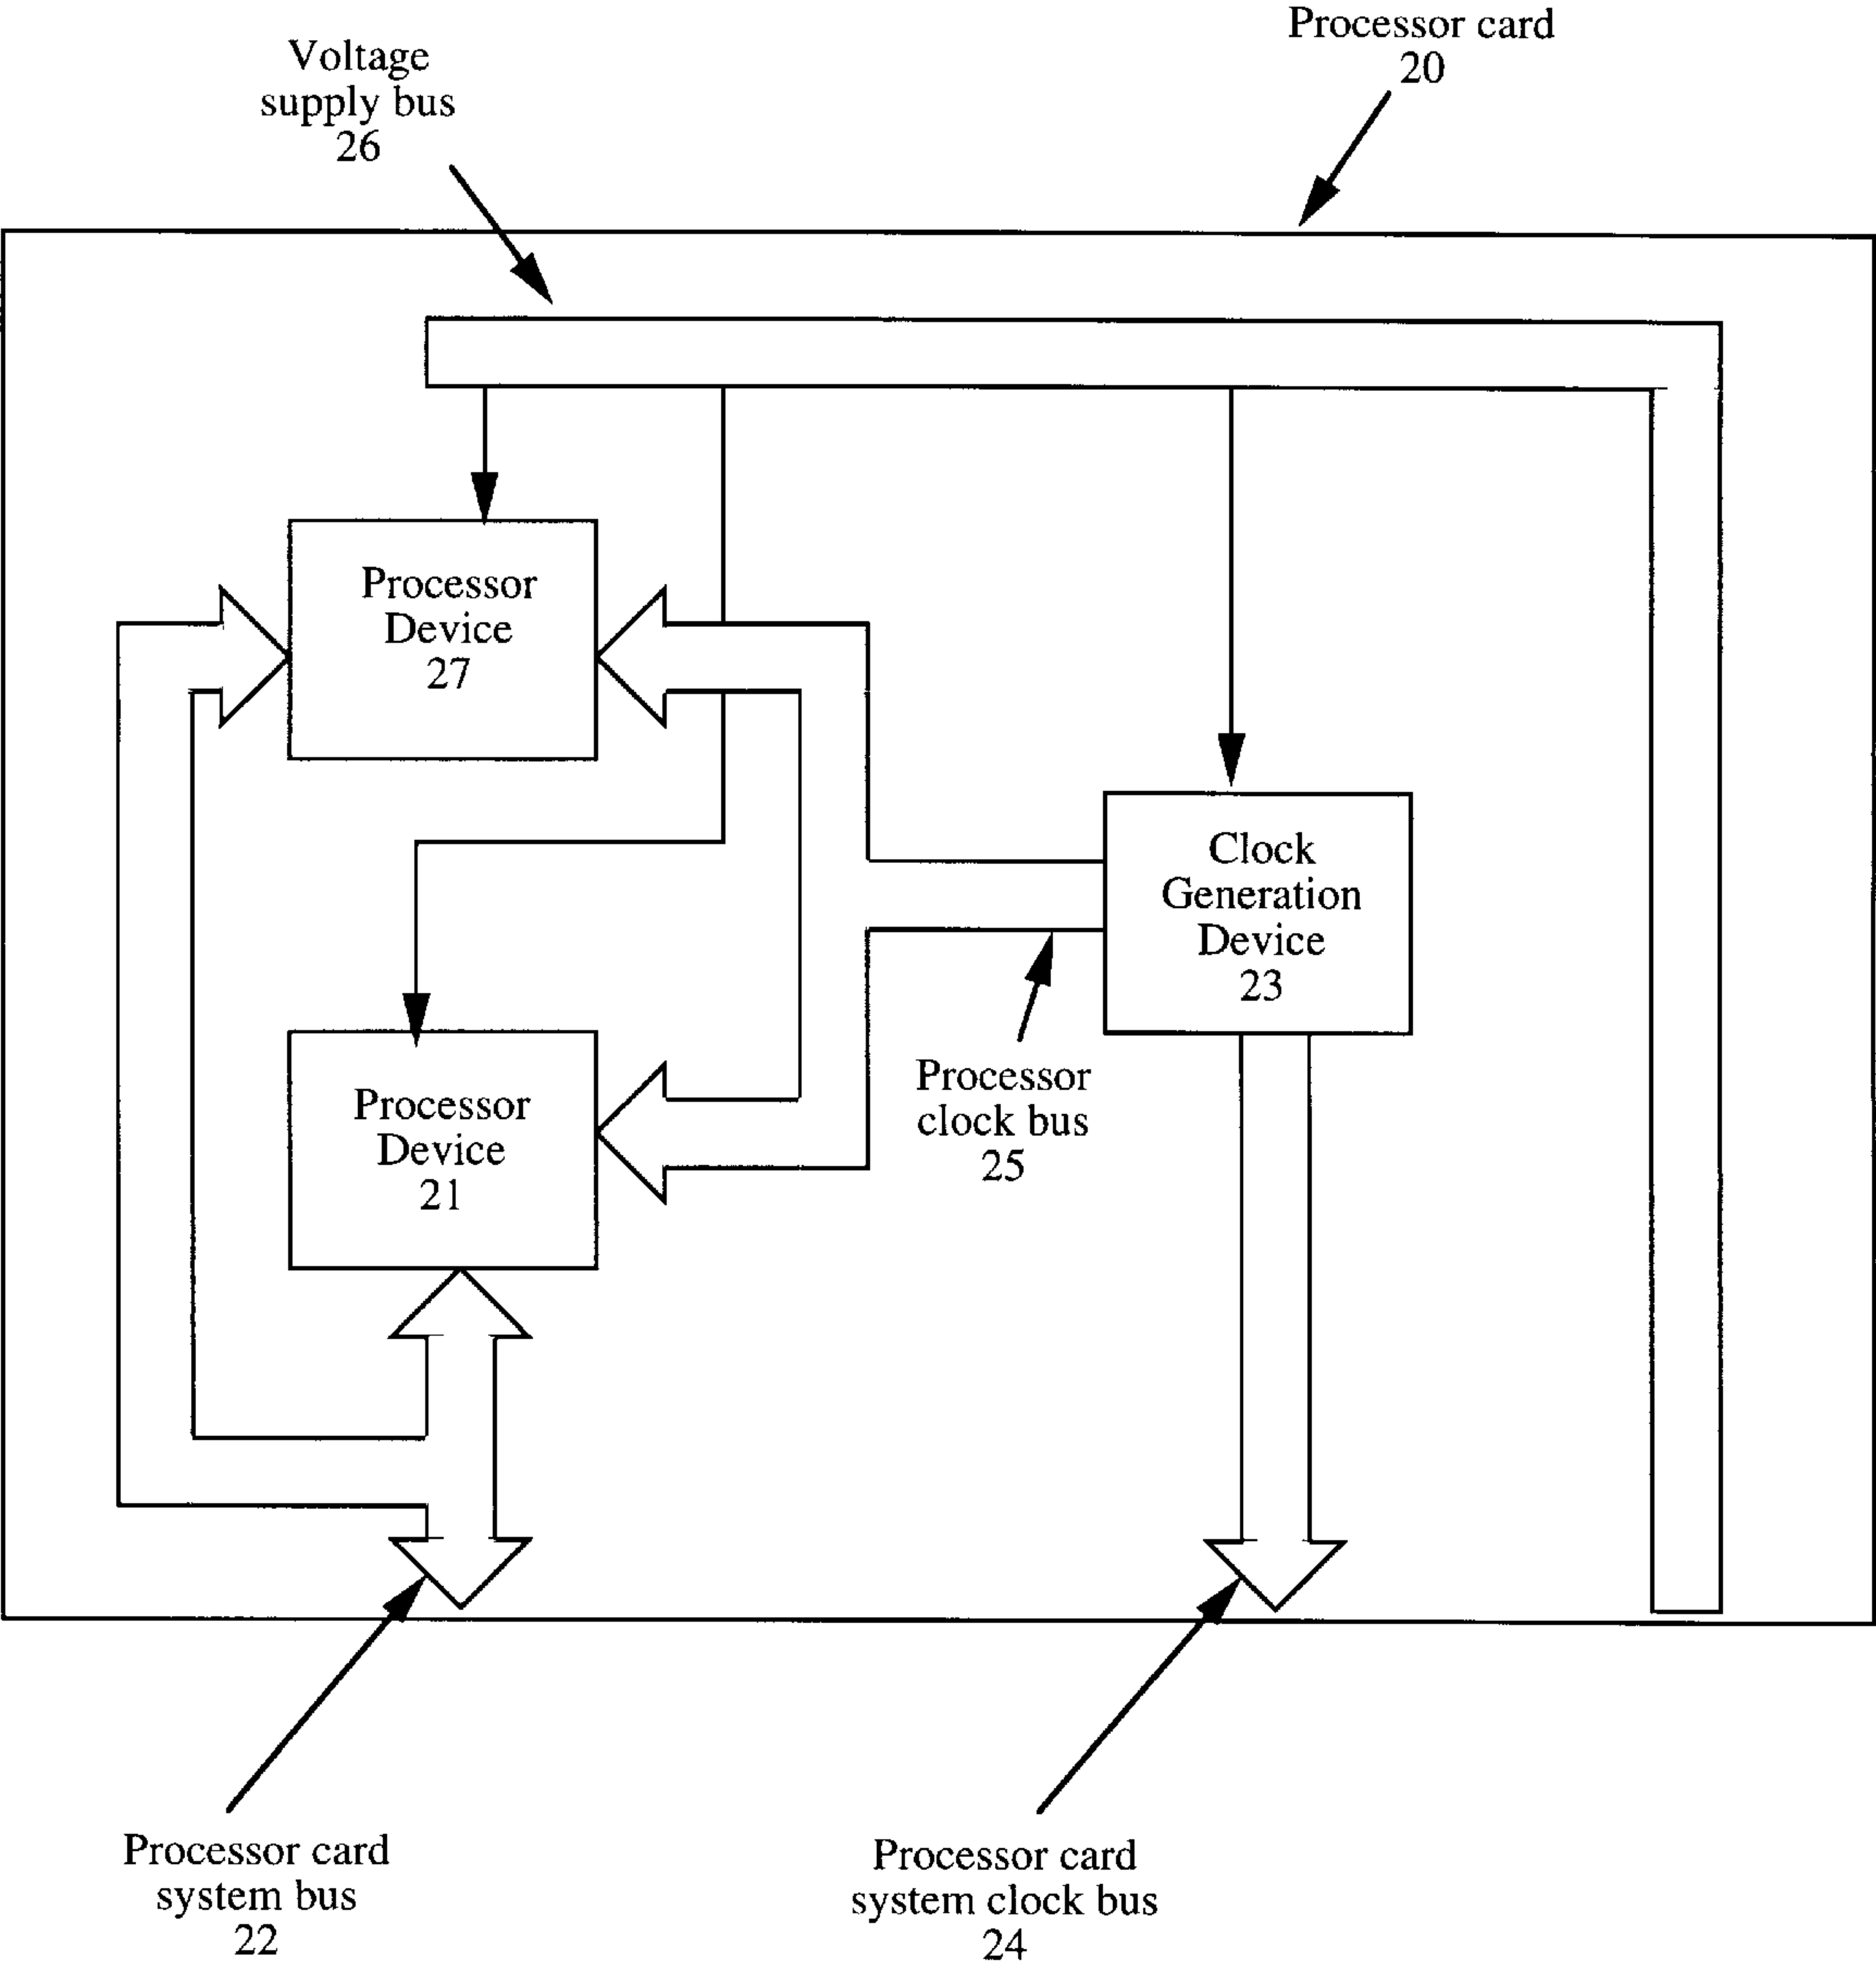 Processor card
20
Voltage
supply bus
26
Processor
Device
27
Clock
Generation
Device
23
Processor
clock bus
25
Processor
Device
21
Processor card
system bus
22
Processor card
system clock bus
24